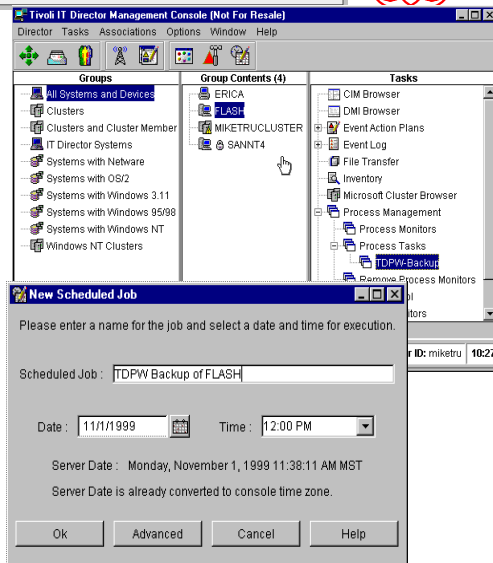 Tivoli IT Director Management Console (Not For Resale)
Director Tasks Associations Options Window Help
Groups
All Systems and Devices
Clusters
Clusters and Cluster Member
IT Director Systems
Systems with Netware
Systems with OS/2
Systems with Windows 3.11
Systems with Windows 95/98
Systems with Windows NT
Windows NT Clusters
Group Contents (4)
ERICA
FLASH
MIKETRUCLUSTER
SANNT4
Tasks
CIM Browser
DMI Browser
Event Action Plans
Event Log
File Transfer
Inventory
Microsoft Cluster Browser
Process Management
Process Monitors
Process Tasks
TDPW-Backup
Remove Process Monitors
ID: miketru 10:27
New Scheduled Job
Please enter a name for the job and select a date and time for execution.
Scheduled Job : TDPW Backup of FLASH
Date : 11/1/1999 Time : 12:00 PM
Server Date : Monday, November 1, 1999 11:38:11 AM MST
Server Date is already converted to console time zone.
Ok Advanced Cancel Help